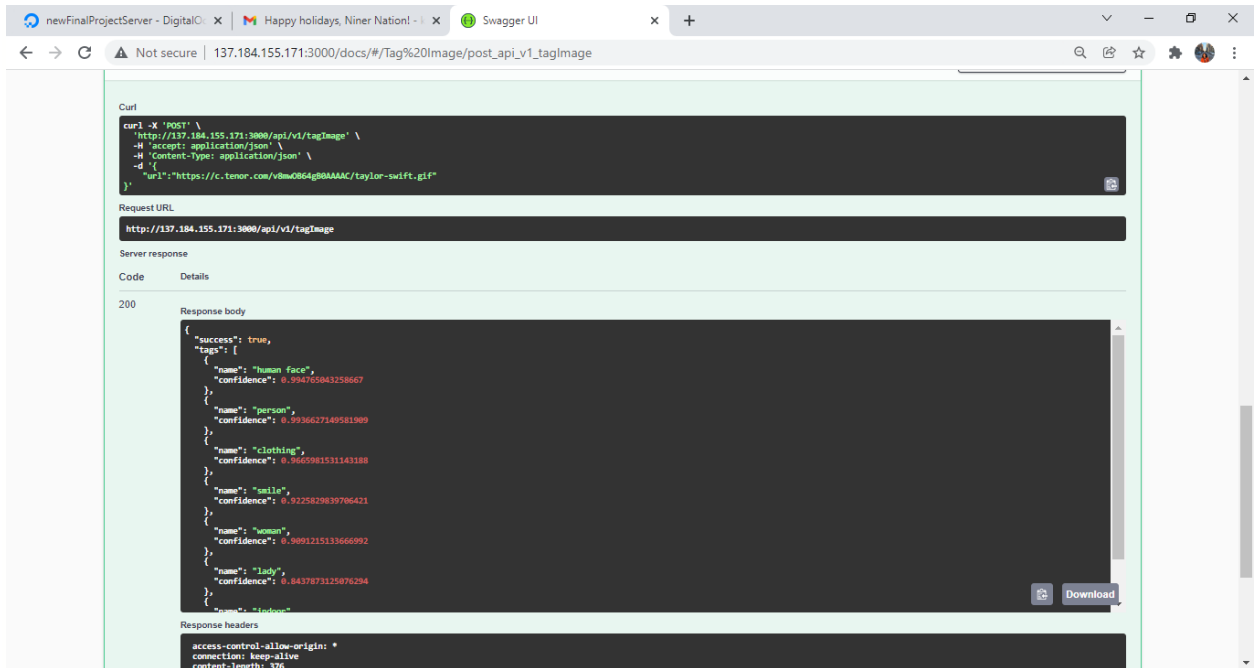 newFinalProjectServer - DigitalOc
Happy holidays, Niner Nation! -
Swagger UI
Not secure | 137.184.155.171:3000/docs/#/Tag%20Image/post_api_v1_tagImage
Curl
curl -X 'POST' \
'http://137.184.155.171:3000/api/v1/tagImage' \
-H 'accept: application/json' \
-H 'Content-Type: application/json' \
-d '{
"url":"https://c.tenor.com/v8mwO864gB0AAAAC/taylor-swift.gif"
}'
Request URL
http://137.184.155.171:3000/api/v1/tagImage
Server response
Code Details
200
Response body
{
"success": true,
"tags": [
{
"name": "human face",
"confidence": 0.994765043258667
},
{
"name": "person",
"confidence": 0.9936627149581909
},
{
"name": "clothing",
"confidence": 0.9665981531143188
},
{
"name": "smile",
"confidence": 0.9225829839706421
},
{
"name": "woman",
"confidence": 0.9091215133666992
},
{
"name": "lady",
"confidence": 0.8437873125076294
},
{
"name": "indoor"
Download
Response headers
access-control-allow-origin: *
connection: keep-alive
content-length: 376